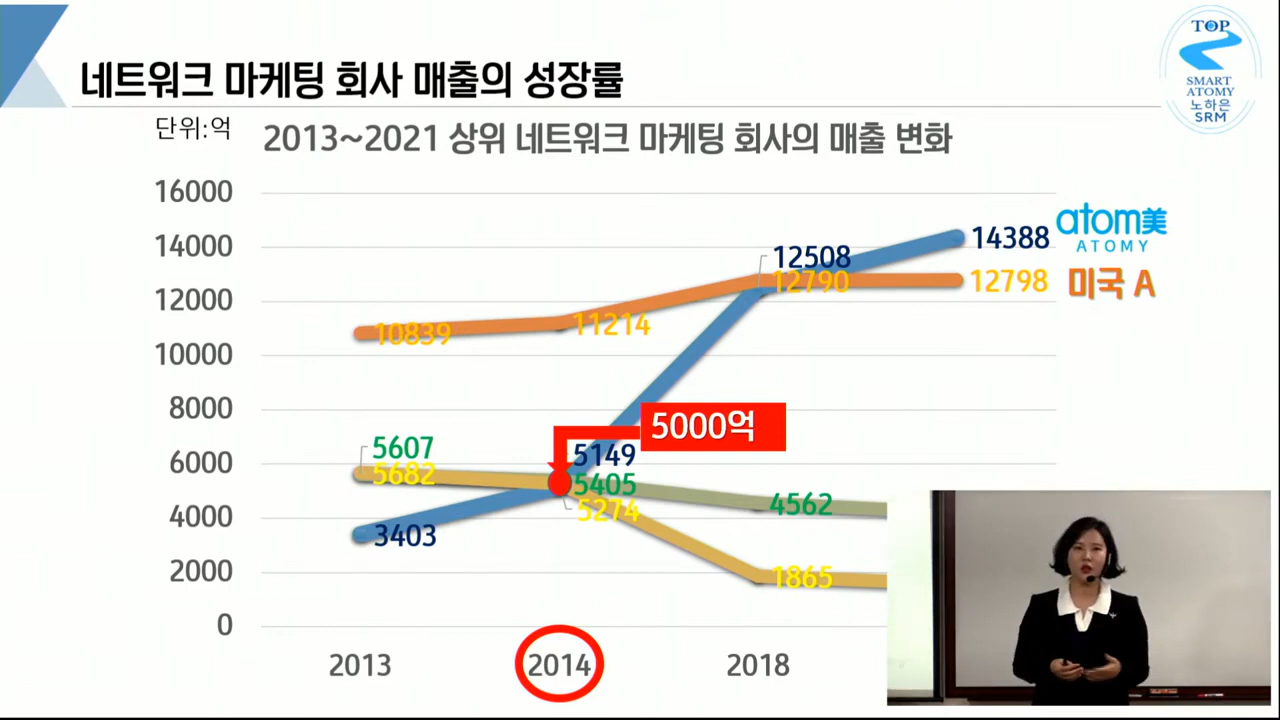 네트워크 마케팅 회사 매출의 성장률
TOP
SMART
ATOMY
노하은
SRM
단위:억
2013~2021 상위 네트워크 마케팅 회사의 매출 변화
16000
14000
12000
10000
8000
6000
4000
2000
0
atom美
ATOMY
미국 A
14388
12798
12508
12790
10839
11214
5000억
5607
5682
5149
5405
5274
3403
4562
1865
2013
2014
2018